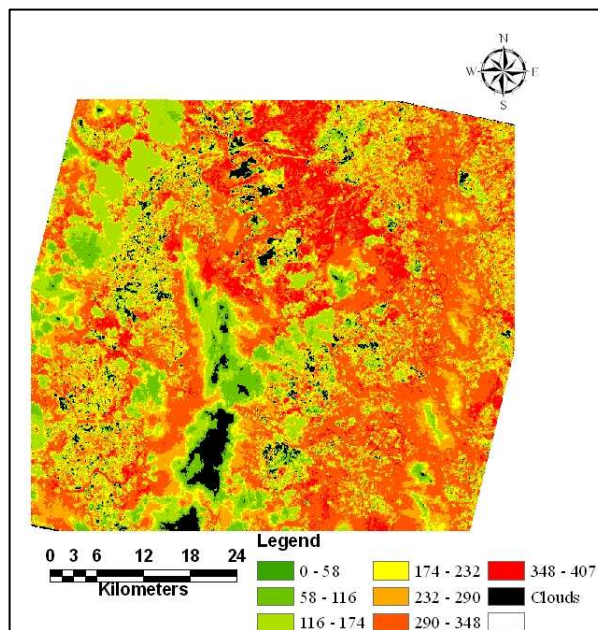 N
W E
S
0 3 6 12 18 24
Kilometers
Legend
0 - 58
58 - 116
116 - 174
174 - 232
232 - 290
290 - 348
348 - 407
Clouds